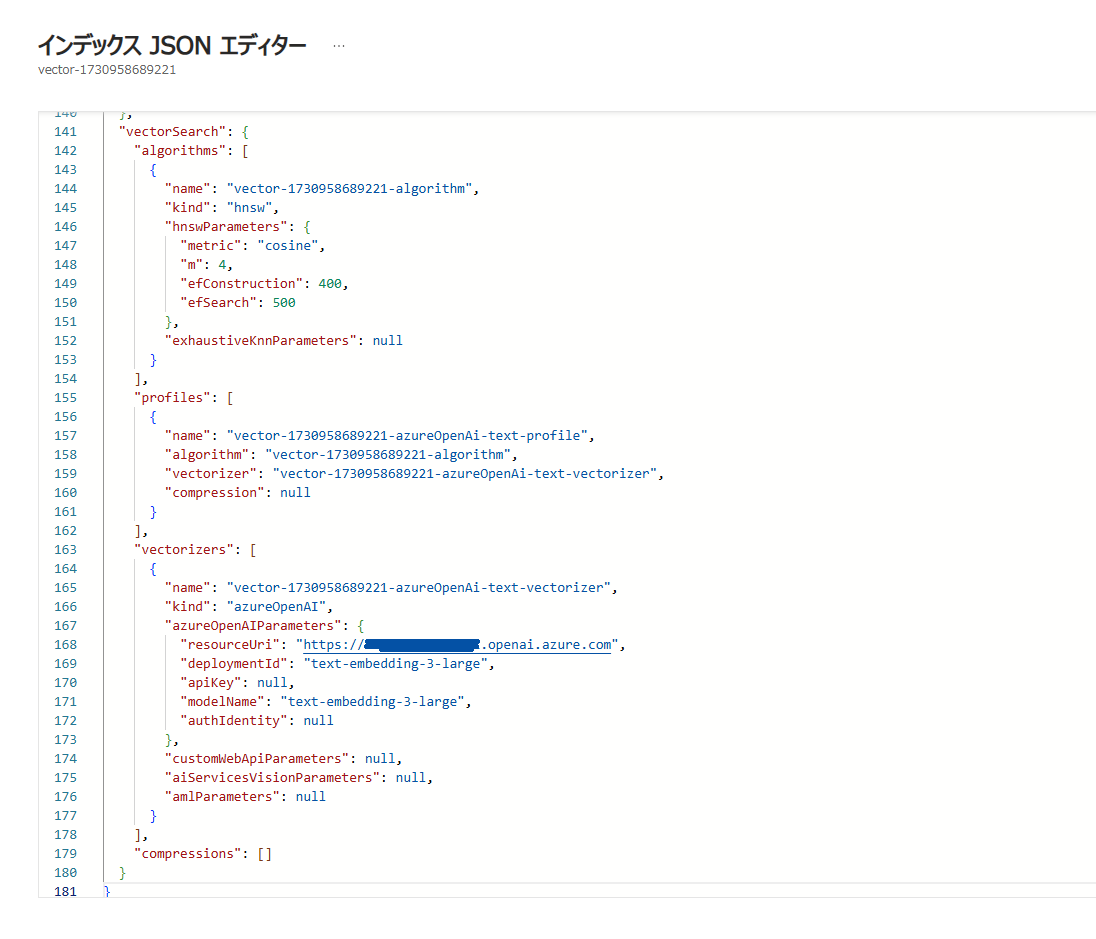 インデックス JSON エディター ...
vector-1730958689221
140 },
141 "vectorSearch": {
142 "algorithms": [
143 {
144 "name": "vector-1730958689221-algorithm",
145 "kind": "hnsw",
146 "hnswParameters": {
147 "metric": "cosine",
148 "m": 4,
149 "efConstruction": 400,
150 "efSearch": 500
151 },
152 "exhaustiveKnnParameters": null
153 }
154 ],
155 "profiles": [
156 {
157 "name": "vector-1730958689221-azureOpenAi-text-profile",
158 "algorithm": "vector-1730958689221-algorithm",
159 "vectorizer": "vector-1730958689221-azureOpenAi-text-vectorizer",
160 "compression": null
161 }
162 ],
163 "vectorizers": [
164 {
165 "name": "vector-1730958689221-azureOpenAi-text-vectorizer",
166 "kind": "azureOpenAI",
167 "azureOpenAIParameters": {
168 "resourceUri": "https://.openai.azure.com",
169 "deploymentId": "text-embedding-3-large",
170 "apiKey": null,
171 "modelName": "text-embedding-3-large",
172 "authIdentity": null
173 },
174 "customWebApiParameters": null,
175 "aiServicesVisionParameters": null,
176 "amlParameters": null
177 }
178 ],
179 "compressions": []
180 }
181 }